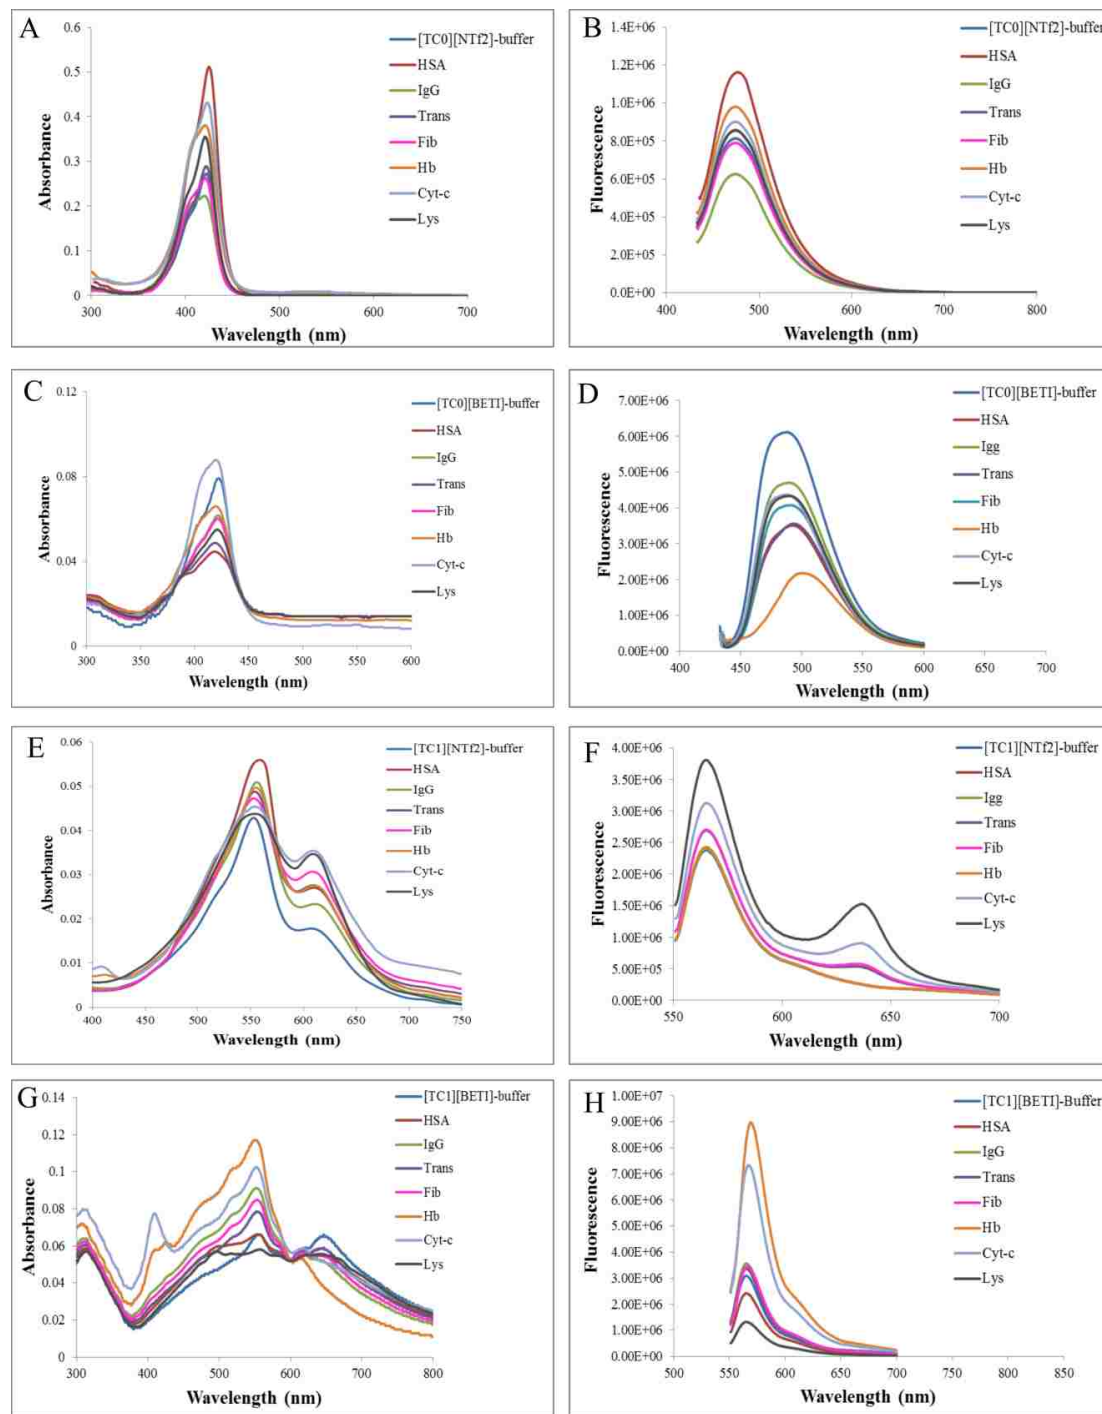 A
0.6
0.5
0.4
0.3
0.2
0.1
0
300
400
500
600
700
Absorbance
Wavelength (nm)
[TC0][NTf2]-buffer
HSA
IgG
Trans
Fib
Hb
Cyt-c
Lys
B
1.4E+06
1.2E+06
1.0E+06
8.0E+05
6.0E+05
4.0E+05
2.0E+05
0.0E+00
400
500
600
700
800
Fluorescence
Wavelength (nm)
[TC0][NTf2]-buffer
HSA
IgG
Trans
Fib
Hb
Cyt-c
Lys
C
0.12
0.08
0.04
0
300
350
400
450
500
550
600
Absorbance
Wavelength (nm)
[TC0][BETI]-buffer
HSA
IgG
Trans
Fib
Hb
Cyt-c
Lys
D
7.00E+06
6.00E+06
5.00E+06
4.00E+06
3.00E+06
2.00E+06
1.00E+06
0.00E+00
400
450
500
550
600
650
700
Fluorescence
Wavelength (nm)
[TC0][BETI]-buffer
HSA
Igg
Trans
Fib
Hb
Cyt-c
Lys
E
0.06
0.05
0.04
0.03
0.02
0.01
0
400
450
500
550
600
650
700
750
Absorbance
Wavelength (nm)
[TC1][NTf2]-buffer
HSA
IgG
Trans
Fib
Hb
Cyt-c
Lys
F
4.00E+06
3.50E+06
3.00E+06
2.50E+06
2.00E+06
1.50E+06
1.00E+06
5.00E+05
0.00E+00
550
600
650
700
Fluorescence
Wavelength (nm)
[TC1][NTf2]-buffer
HSA
Igg
Trans
Fib
Hb
Cyt-c
Lys
G
0.14
0.12
0.1
0.08
0.06
0.04
0.02
0
300
400
500
600
700
800
Absorbance
Wavelength (nm)
[TC1][BETI]-buffer
HSA
IgG
Trans
Fib
Hb
Cyt-c
Lys
H
1.00E+07
9.00E+06
8.00E+06
7.00E+06
6.00E+06
5.00E+06
4.00E+06
3.00E+06
2.00E+06
1.00E+06
0.00E+00
500
550
600
650
700
750
800
850
Fluorescence
Wavelength (nm)
[TC1][BETI]-Buffer
HSA
IgG
Trans
Fib
Hb
Cyt-c
Lys